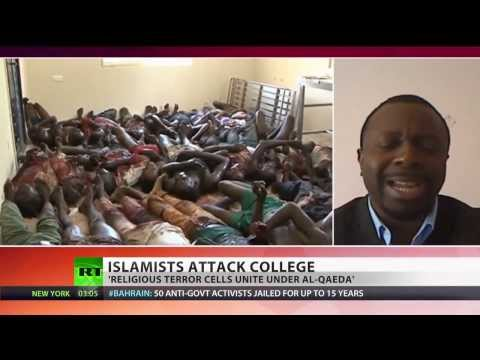 RT
ISLAMISTS ATTACK COLLEGE
'RELIGIOUS TERROR CELLS UNITE UNDER AL-QAEDA'
NEW YORK 03:05 #BAHRAIN: 50 ANTI-GOVT ACTIVISTS JAILED FOR UP TO 15 YEARS